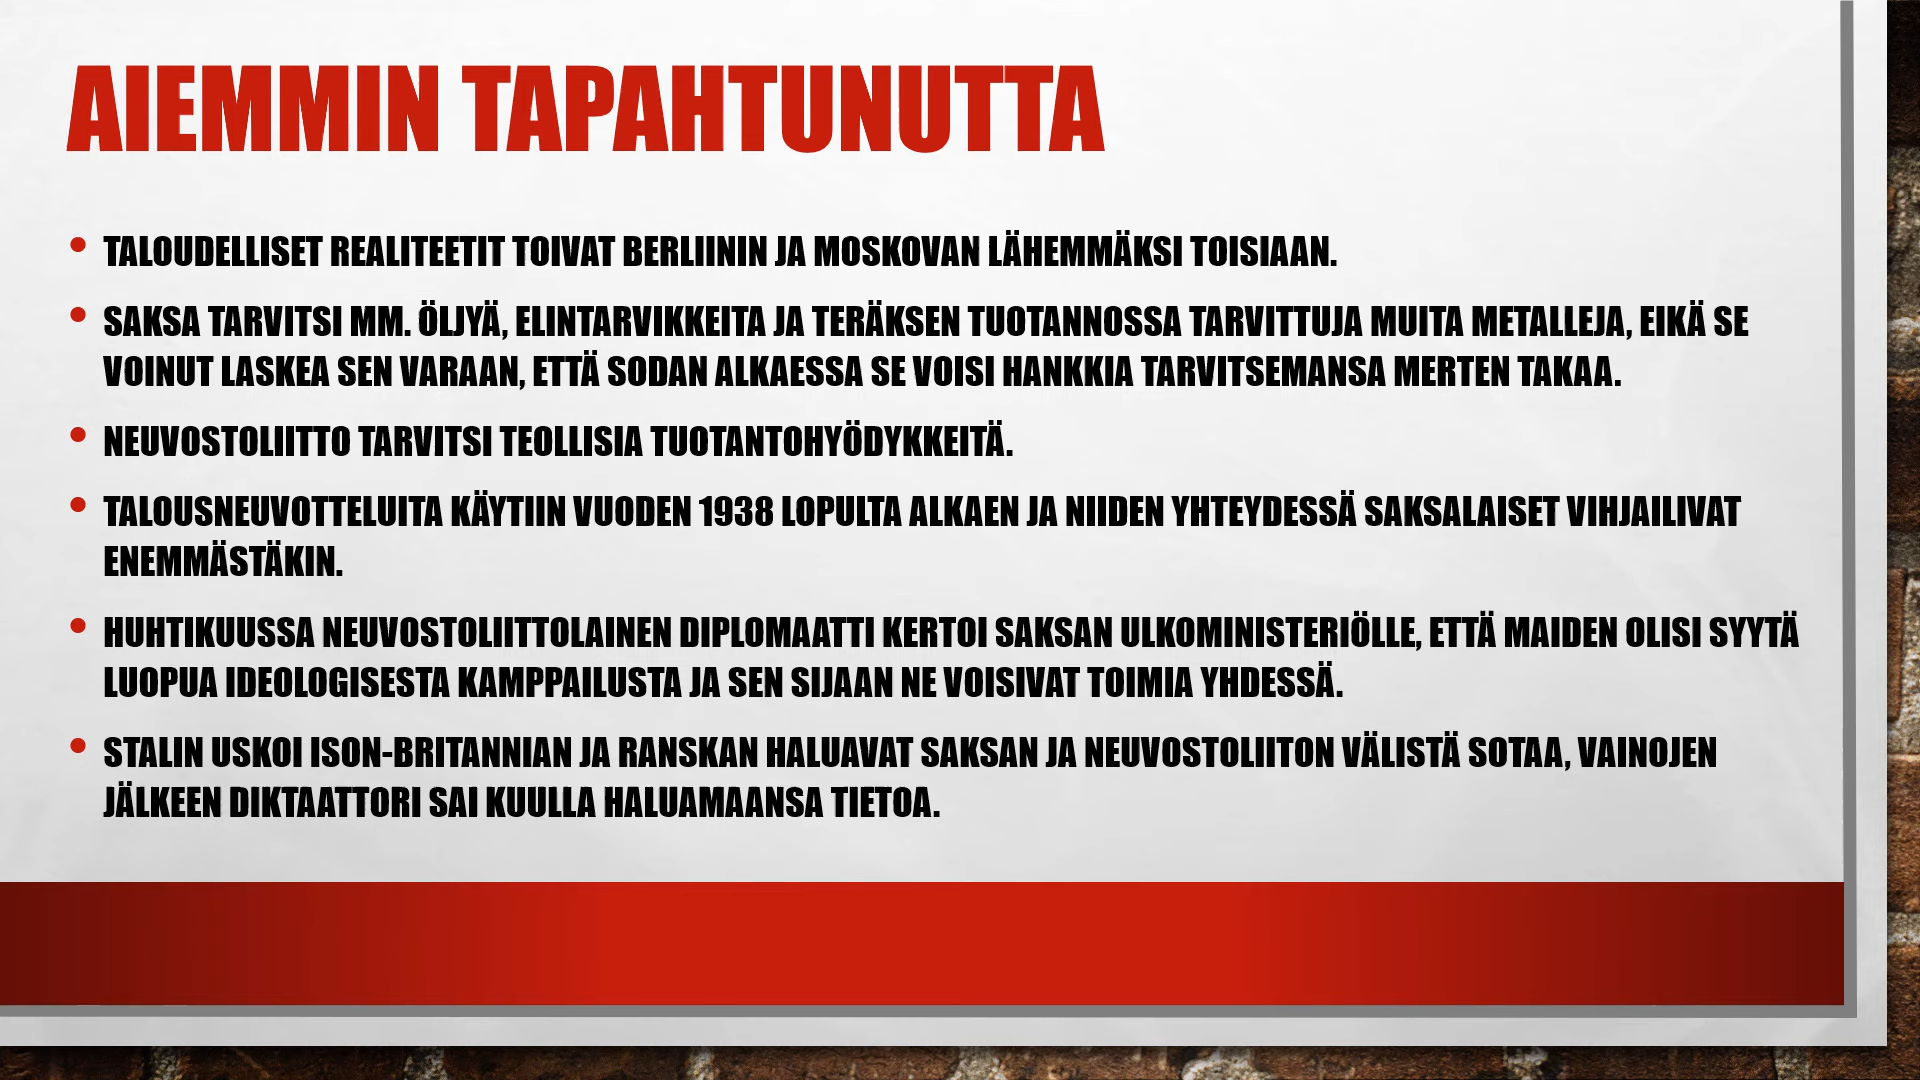 AIEMMIN TAPAHTUNUTTA
• TALOUDELLISET REALITEETIT TOIVAT BERLIININ JA MOSKOVAN LÄHEMMÄKSI TOISIAAN.
• SAKSA TARVITSI MM. ÖLJYÄ, ELINTARVIKKEITA JA TERÄKSEN TUOTANNOSSA TARVITTUJA MUITA METALLEJA, EIKÄ SE
VOINUT LASKEA SEN VARAAN, ETTÄ SODAN ALKAESSA SE VOISI HANKKIA TARVITSEMANSA MERTEN TAKAA.
• NEUVOSTOLIITTO TARVITSI TEOLLISIA TUOTANTOHYÖDYKKEITÄ.
• TALOUSNEUVOTTELUITA KÄYTIIN VUODEN 1938 LOPULTA ALKAEN JA NIIDEN YHTEYDESSÄ SAKSALAISET VIHJAILIVAT
ENEMMÄSTÄKIN.
• HUHTIKUUSSA NEUVOSTOLIITTOLAINEN DIPLOMAATTI KERTOI SAKSAN ULKOMINISTERIÖLLE, ETTÄ MAIDEN OLISI SYYTÄ
LUOPUA IDEOLOGISESTA KAMPPAILUSTA JA SEN SIJAAN NE VOISIVAT TOIMIA YHDESSÄ.
• STALIN USKOI ISON-BRITANNIAN JA RANSKAN HALUAVAT SAKSAN JA NEUVOSTOLIITON VÄLISTÄ SOTAA, VAINOJEN
JÄLKEEN DIKTAATTORI SAI KUULLA HALUAMAANSA TIETOA.